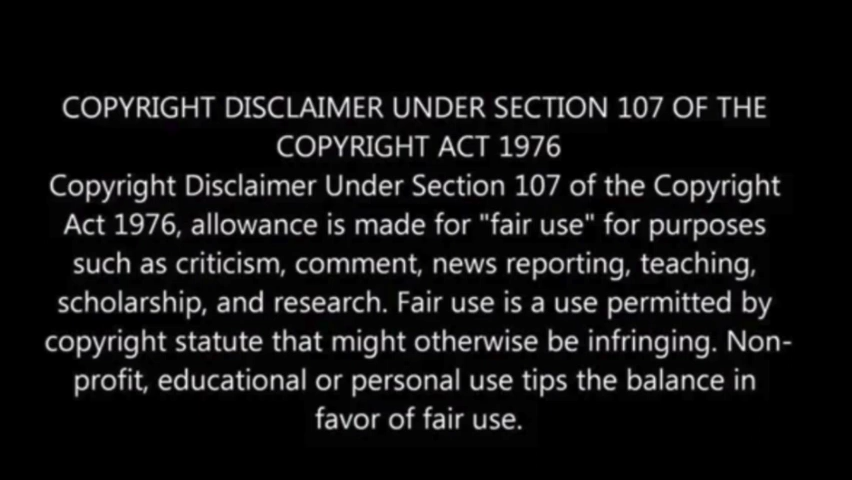 COPYRIGHT DISCLAIMER UNDER SECTION 107 OF THE
COPYRIGHT ACT 1976
Copyright Disclaimer Under Section 107 of the Copyright
Act 1976, allowance is made for "fair use" for purposes
such as criticism, comment, news reporting, teaching,
scholarship, and research. Fair use is a use permitted by
copyright statute that might otherwise be infringing. Non-
profit, educational or personal use tips the balance in
favor of fair use.